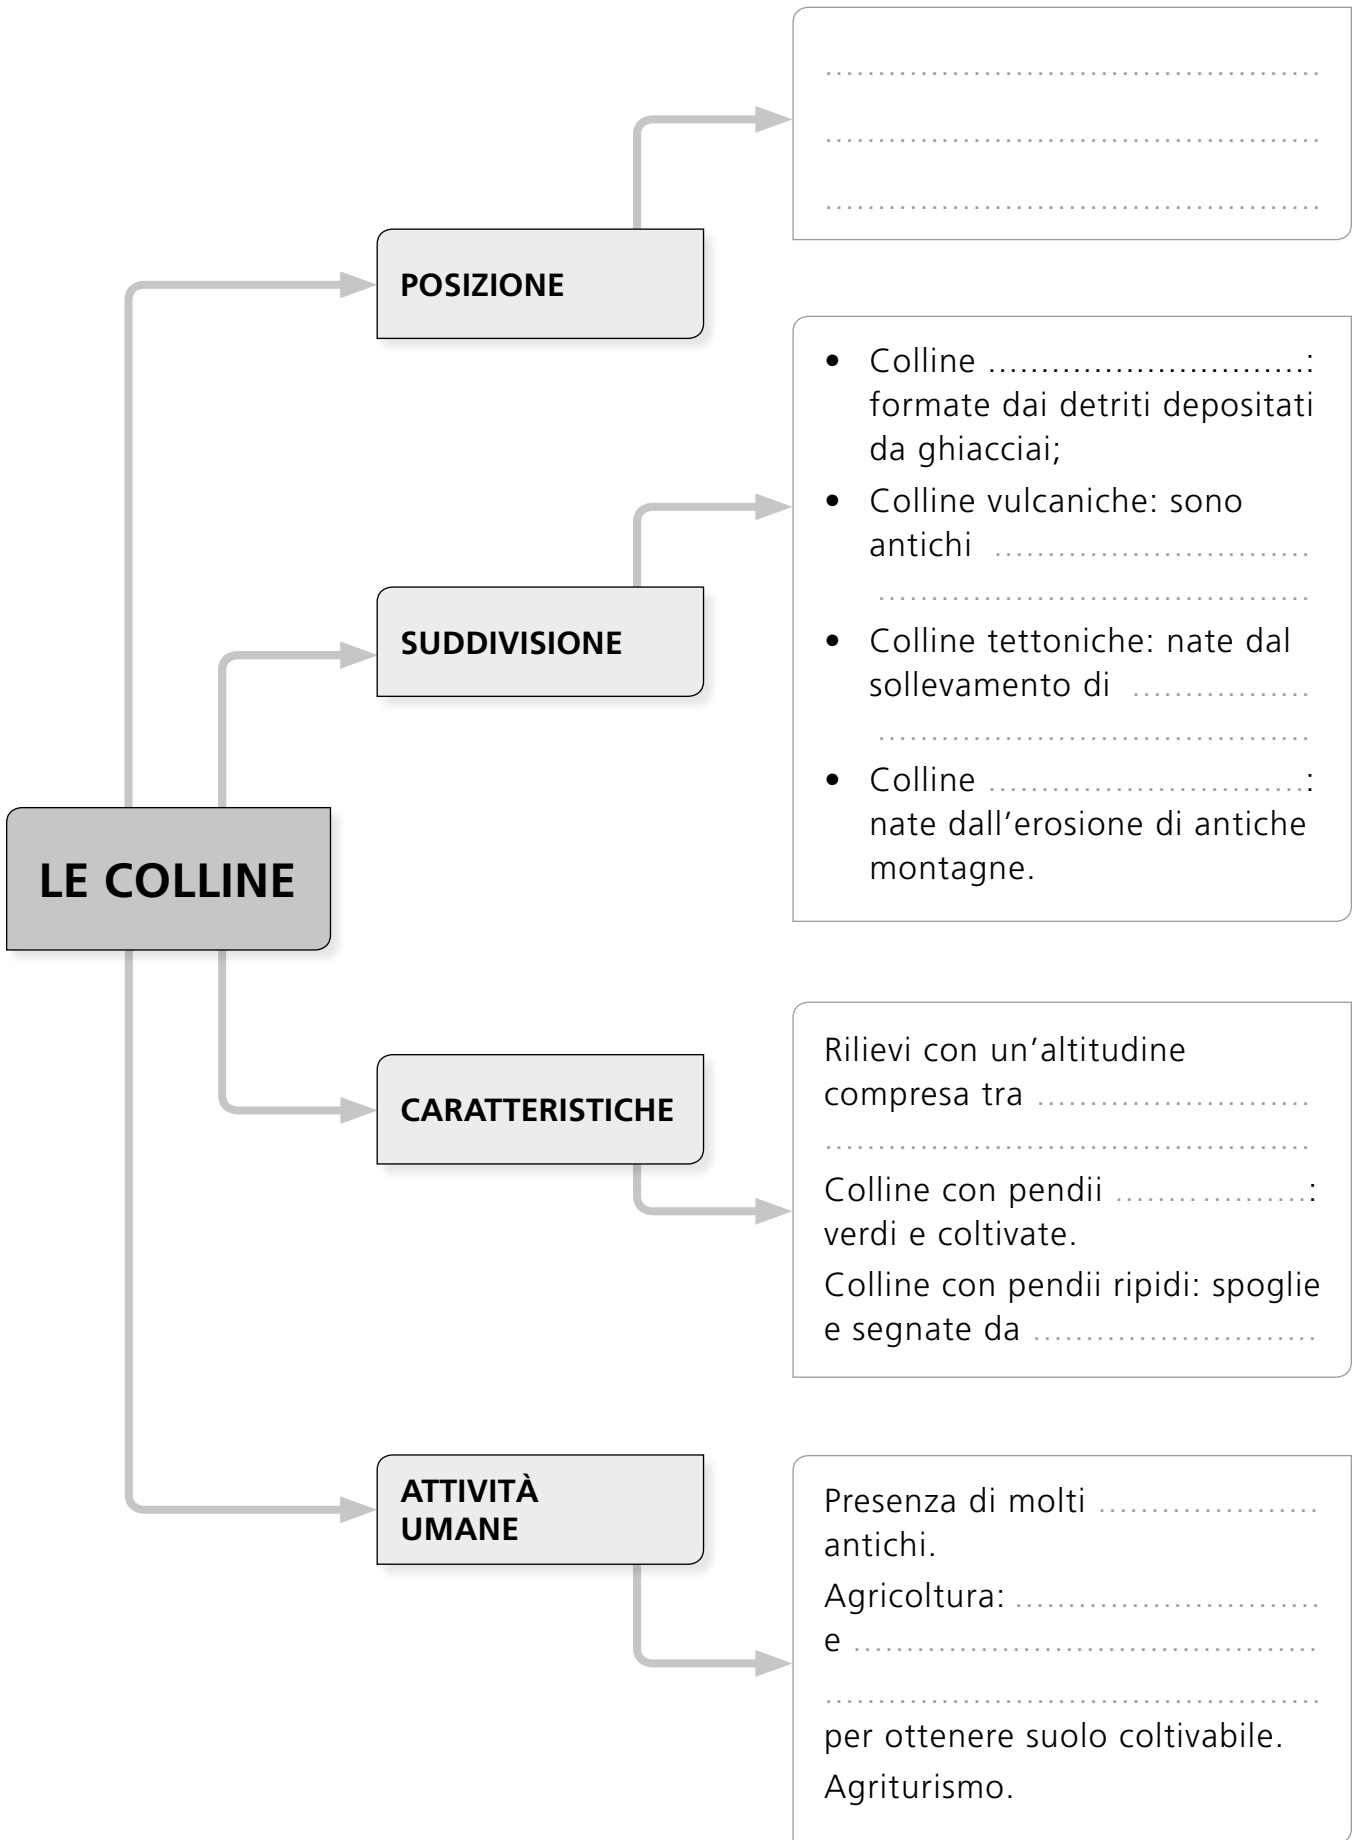 LE COLLINE
POSIZIONE
..............................................
..............................................
..............................................
SUDDIVISIONE
• Colline ..............................:
formate dai detriti depositati
da ghiacciai;
• Colline vulcaniche: sono
antichi ..............................
.........................................
• Colline tettoniche: nate dal
sollevamento di .................
.........................................
• Colline ..............................:
nate dall’erosione di antiche
montagne.
CARATTERISTICHE
Rilievi con un’altitudine
compresa tra ..........................
..............................................
Colline con pendii ...................:
verdi e coltivate.
Colline con pendii ripidi: spoglie
e segnate da ...........................
ATTIVITÀ
UMANE
Presenza di molti .....................
antichi.
Agricoltura: .............................
e ............................................
...............................................
per ottenere suolo coltivabile.
Agriturismo.